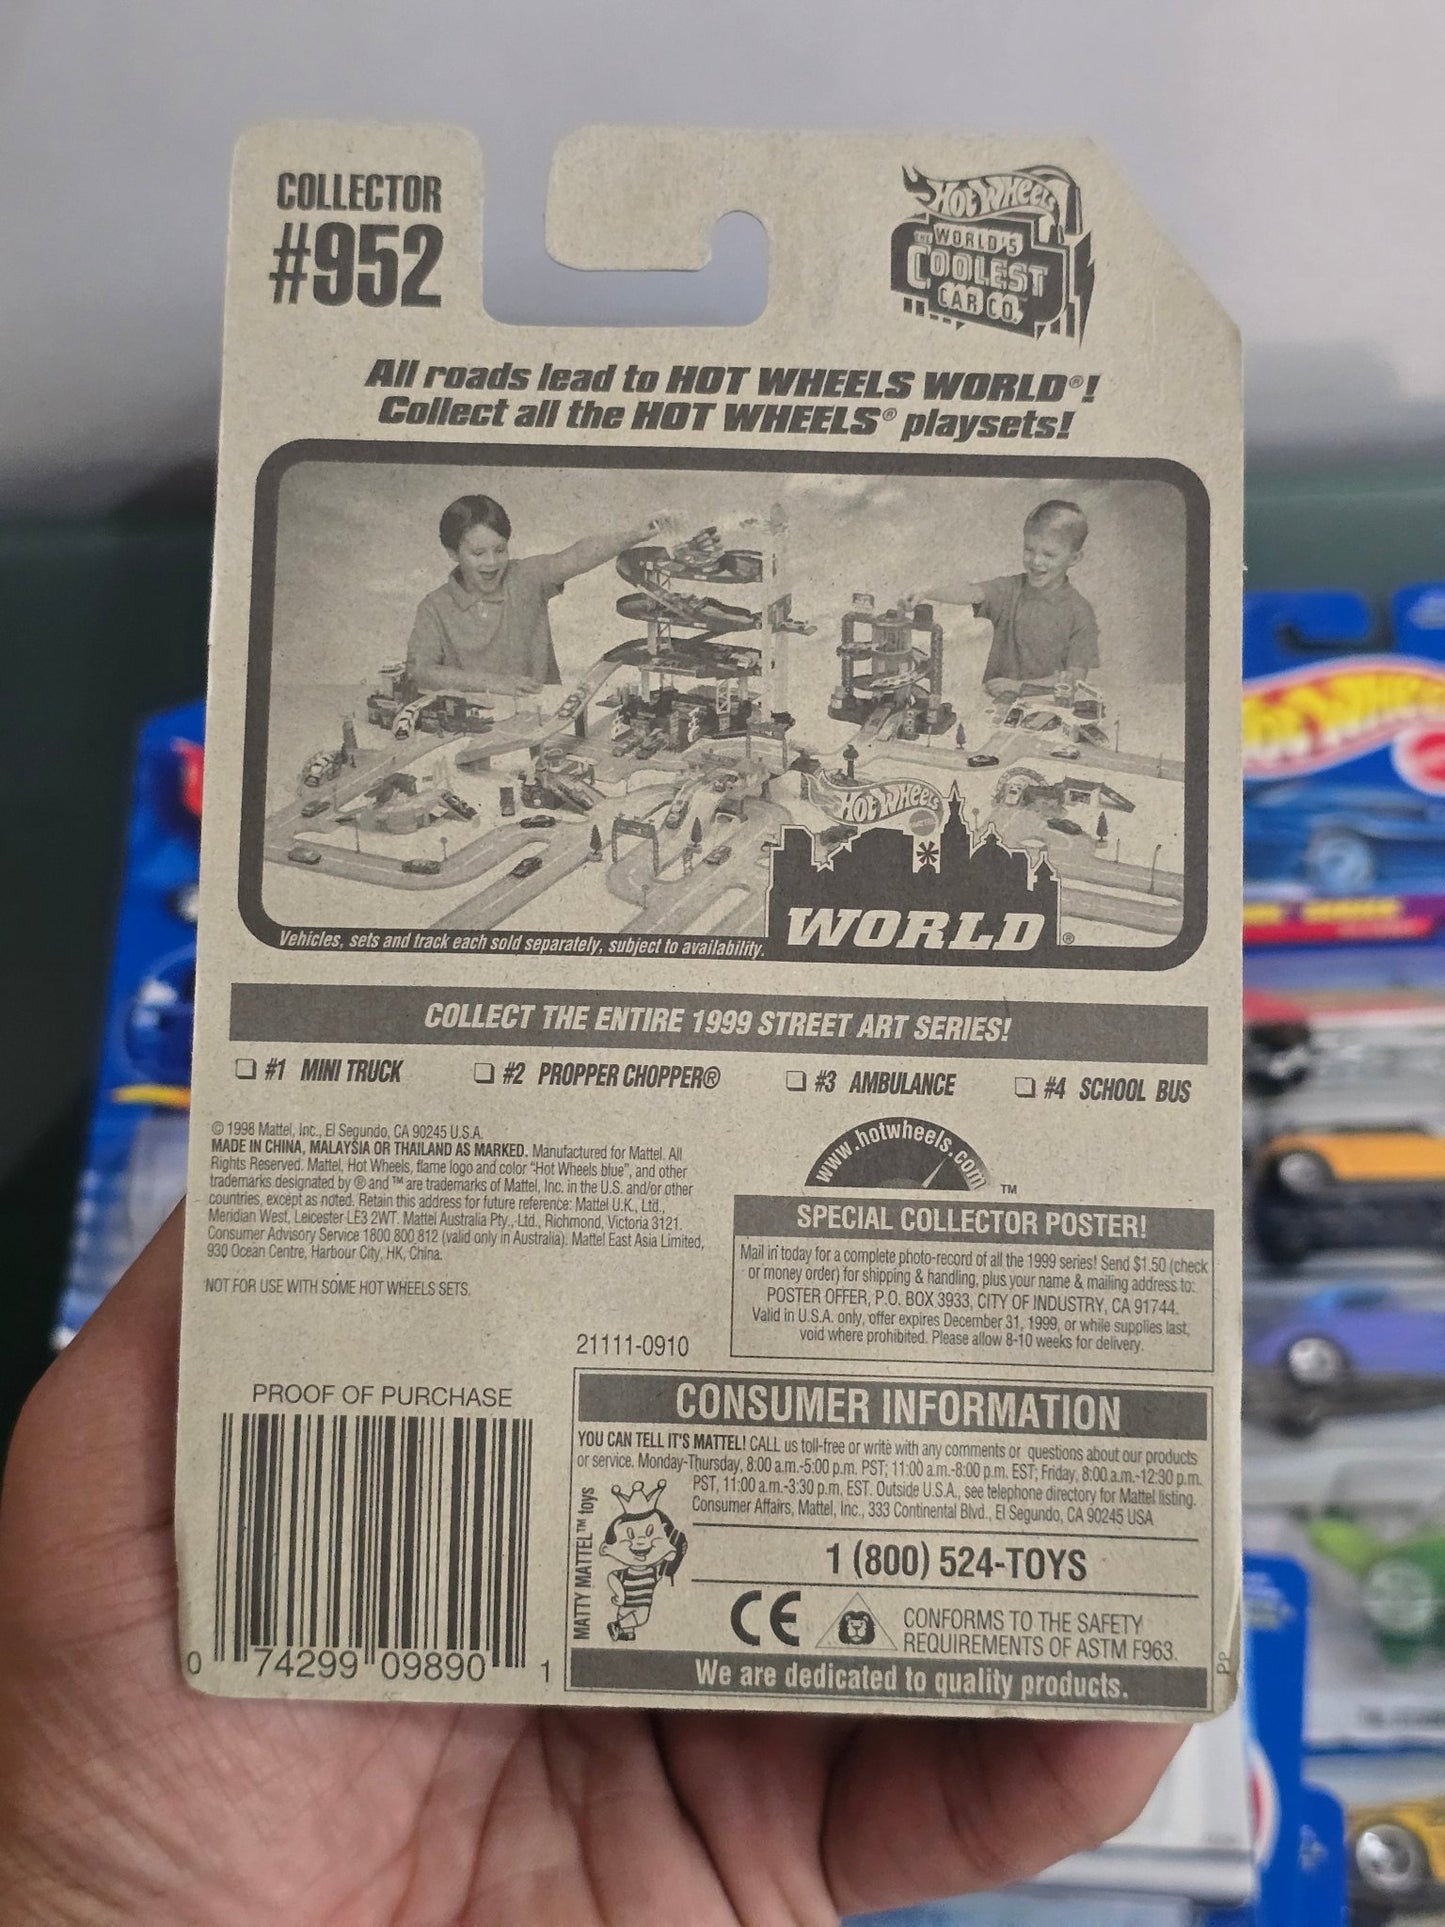 COLLECTOR
#952
HOT WHEELS
THE WORLD'S
COOLEST
CAR CO.
All roads lead to HOT WHEELS WORLD®!
Collect all the HOT WHEELS® playsets!
HOT WHEELS
WORLD®
Vehicles, sets and track each sold separately, subject to availability.
COLLECT THE ENTIRE 1999 STREET ART SERIES!
#1 MINI TRUCK #2 PROPPER CHOPPER® #3 AMBULANCE #4 SCHOOL BUS
© 1998 Mattel, Inc., El Segundo, CA 90245 U.S.A.
MADE IN CHINA, MALAYSIA OR THAILAND AS MARKED. Manufactured for Mattel. All
Rights Reserved. Mattel, Hot Wheels, flame logo and color "Hot Wheels blue", and other
trademarks designated by ® and ™ are trademarks of Mattel, Inc. in the U.S. and/or other
countries, except as noted. Retain this address for future reference: Mattel U.K., Ltd.,
Meridian West, Leicester LE3 2WT. Mattel Australia Pty., Ltd., Richmond, Victoria 3121.
Consumer Advisory Service 1800 800 812 (valid only in Australia). Mattel East Asia Limited,
930 Ocean Centre, Harbour City, HK, China.
NOT FOR USE WITH SOME HOT WHEELS SETS.
21111-0910
www.hotwheels.com™
SPECIAL COLLECTOR POSTER!
Mail in today for a complete photo-record of all the 1999 series! Send $1.50 (check
or money order) for shipping & handling, plus your name & mailing address to:
POSTER OFFER, P.O. BOX 3933, CITY OF INDUSTRY, CA 91744.
Valid in U.S.A. only, offer expires December 31, 1999, or while supplies last,
void where prohibited. Please allow 8-10 weeks for delivery.
PROOF OF PURCHASE
0 74299 09890 1
CONSUMER INFORMATION
YOU CAN TELL IT'S MATTEL! CALL us toll-free or write with any comments or questions about our products
or service. Monday-Thursday, 8:00 a.m.-5:00 p.m. PST; 11:00 a.m.-8:00 p.m. EST; Friday, 8:00 a.m.-12:30 p.m.
PST, 11:00 a.m.-3:30 p.m. EST. Outside U.S.A., see telephone directory for Mattel listing.
Consumer Affairs, Mattel, Inc., 333 Continental Blvd., El Segundo, CA 90245 USA
MATTY MATTEL™ toys
1 (800) 524-TOYS
CE
CONFORMS TO THE SAFETY
REQUIREMENTS OF ASTM F963.
We are dedicated to quality products.
Pp
HOT WHEELS